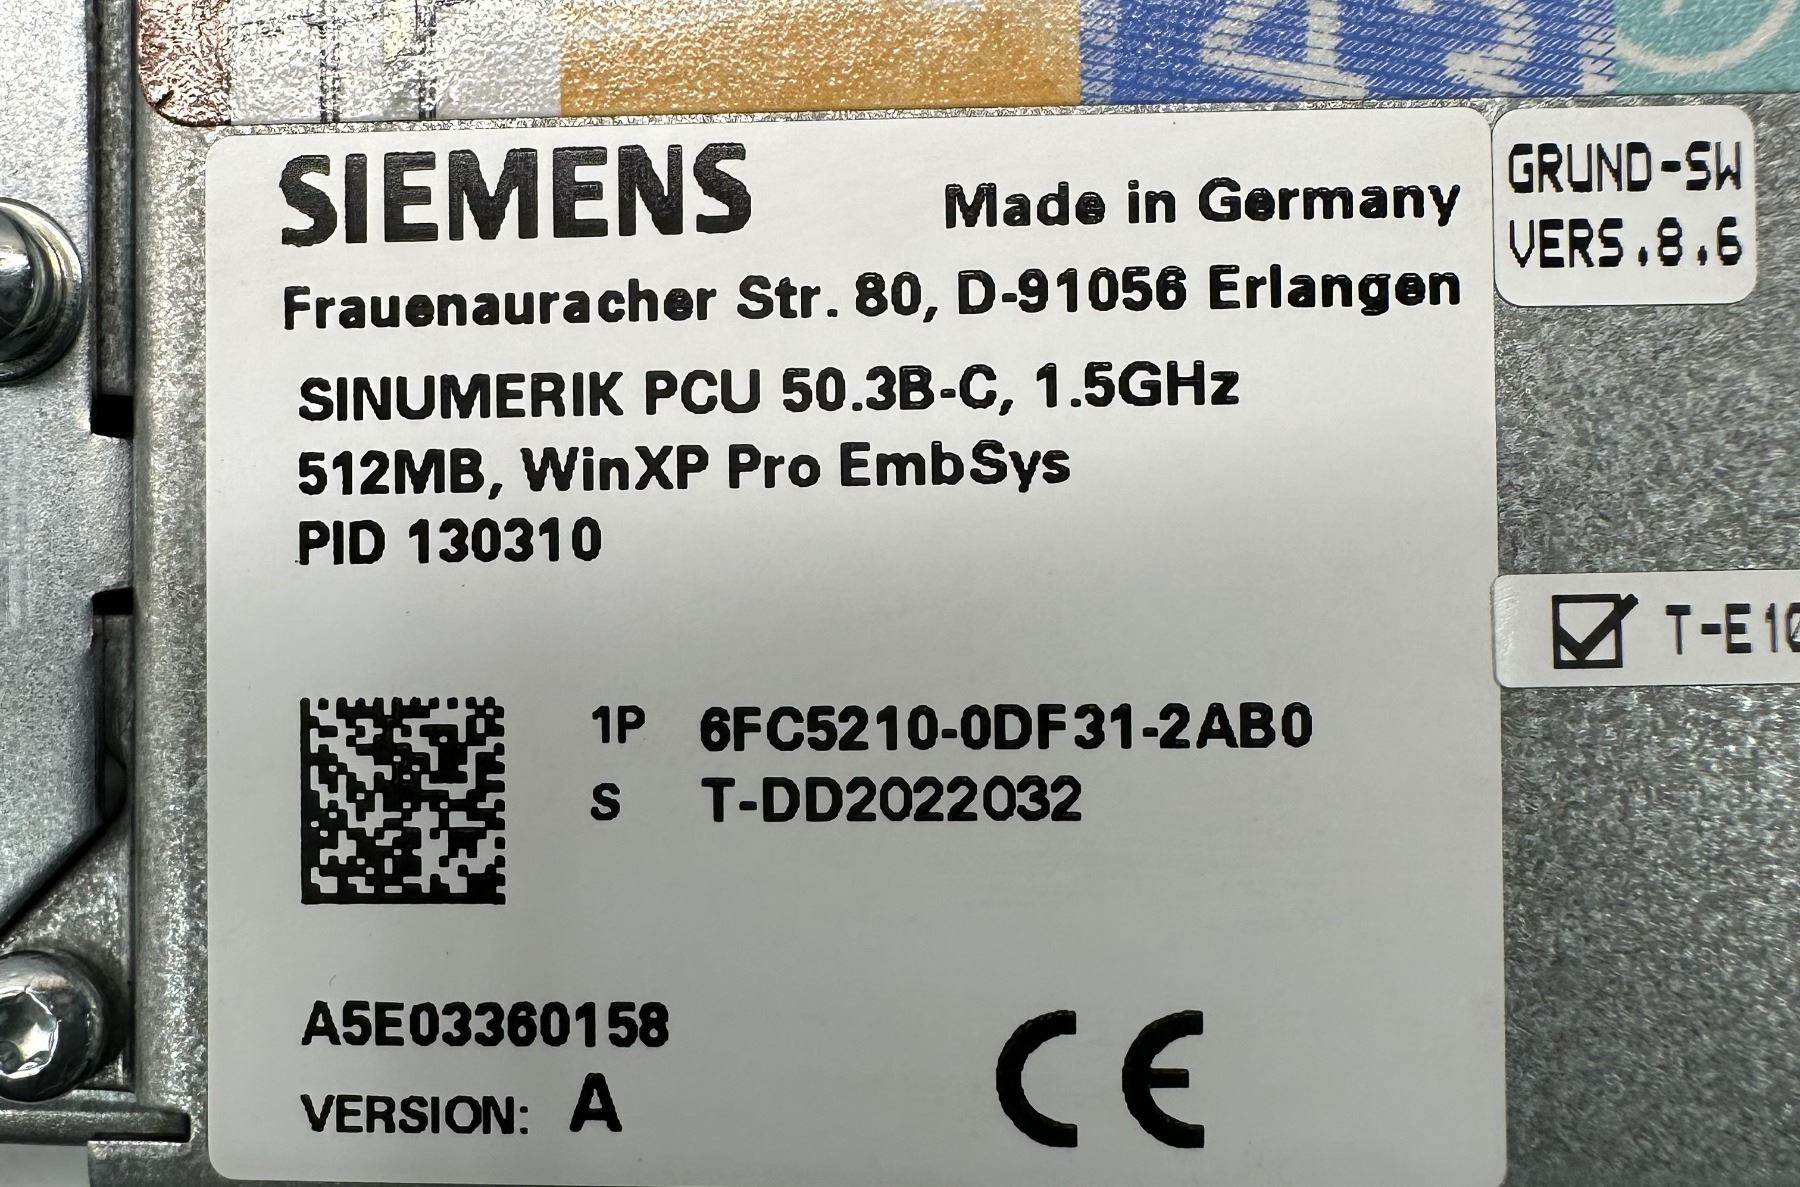 SIEMENS
Made in Germany
Frauenauracher Str. 80, D-91056 Erlangen
SINUMERIK PCU 50.3B-C, 1.5GHz
512MB, WinXP Pro EmbSys
PID 130310
1P 6FC5210-0DF31-2AB0
S T-DD2022032
A5E03360158
VERSION: A
CE
GRUND-SW
VERS.8.6
T-E10